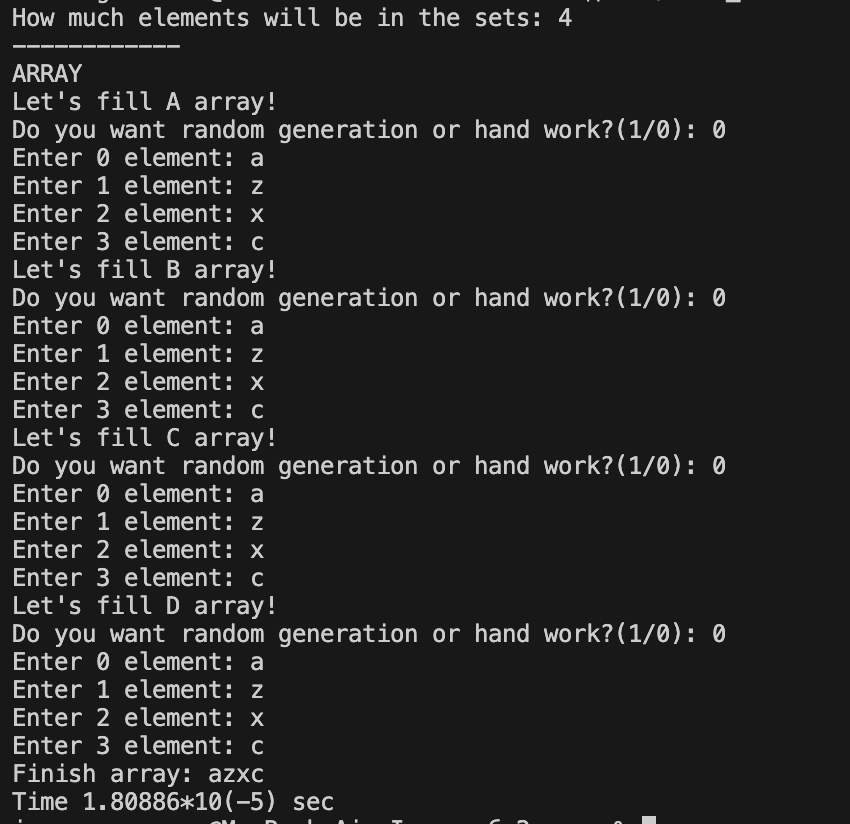 How much elements will be in the sets: 4
------------
ARRAY
Let's fill A array!
Do you want random generation or hand work?(1/0): 0
Enter 0 element: a
Enter 1 element: z
Enter 2 element: x
Enter 3 element: c
Let's fill B array!
Do you want random generation or hand work?(1/0): 0
Enter 0 element: a
Enter 1 element: z
Enter 2 element: x
Enter 3 element: c
Let's fill C array!
Do you want random generation or hand work?(1/0): 0
Enter 0 element: a
Enter 1 element: z
Enter 2 element: x
Enter 3 element: c
Let's fill D array!
Do you want random generation or hand work?(1/0): 0
Enter 0 element: a
Enter 1 element: z
Enter 2 element: x
Enter 3 element: c
Finish array: azxc
Time 1.80886*10(-5) sec